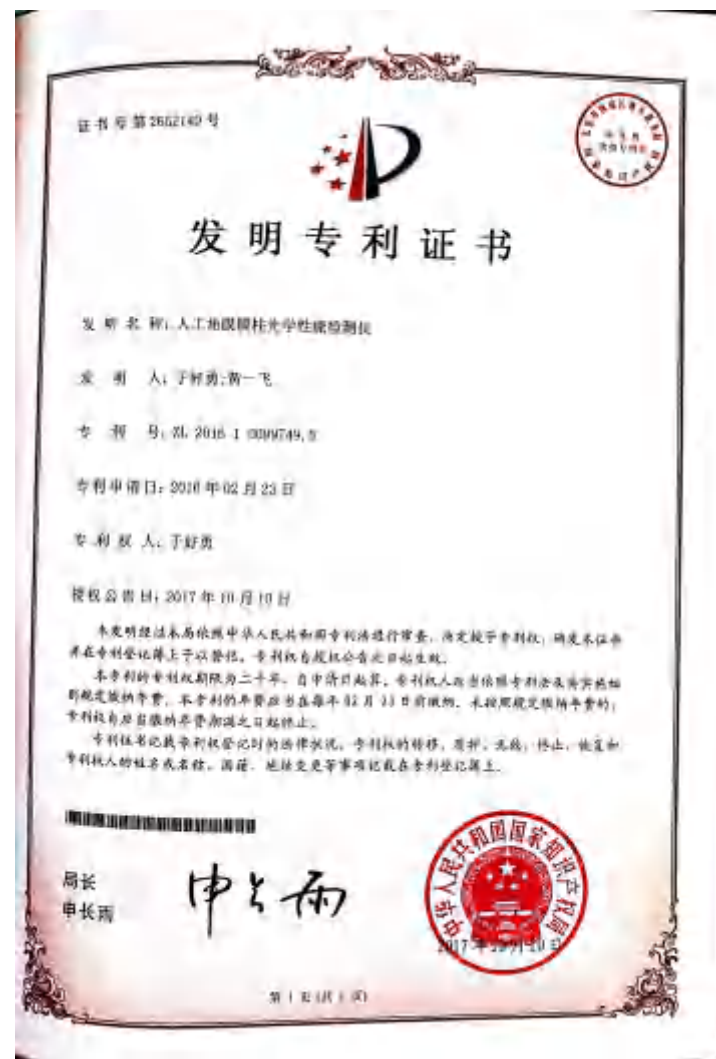 证书号第2652140号
发明专利证书
发 明 名 称：人工角膜镜柱光学性能检测仪
发 明 人：于好勇;黄一飞
专 利 号：ZL 2016 1 0099749.5
专利申请日：2016年02月23日
专 利 权 人：于好勇
授权公告日：2017年10月10日
本发明经过本局依照中华人民共和国专利法进行审查，决定授予专利权，颁发本证书
并在专利登记簿上予以登记。专利权自授权公告之日起生效。
本专利的专利权期限为二十年，自申请日起算。专利权人应当依照专利法及其实施细
则规定缴纳年费。本专利的年费应当在每年02月23日前缴纳。未按照规定缴纳年费的，
专利权自应当缴纳年费期满之日起终止。
专利证书记载专利权登记时的法律状况。专利权的转移、质押、无效、终止、恢复和
专利权人的姓名或名称、国籍、地址变更等事项记载在专利登记簿上。
局长
申长雨
申长雨
中华人民共和国国家知识产权局
2017年10月10日
第 1 页 (共 1 页)